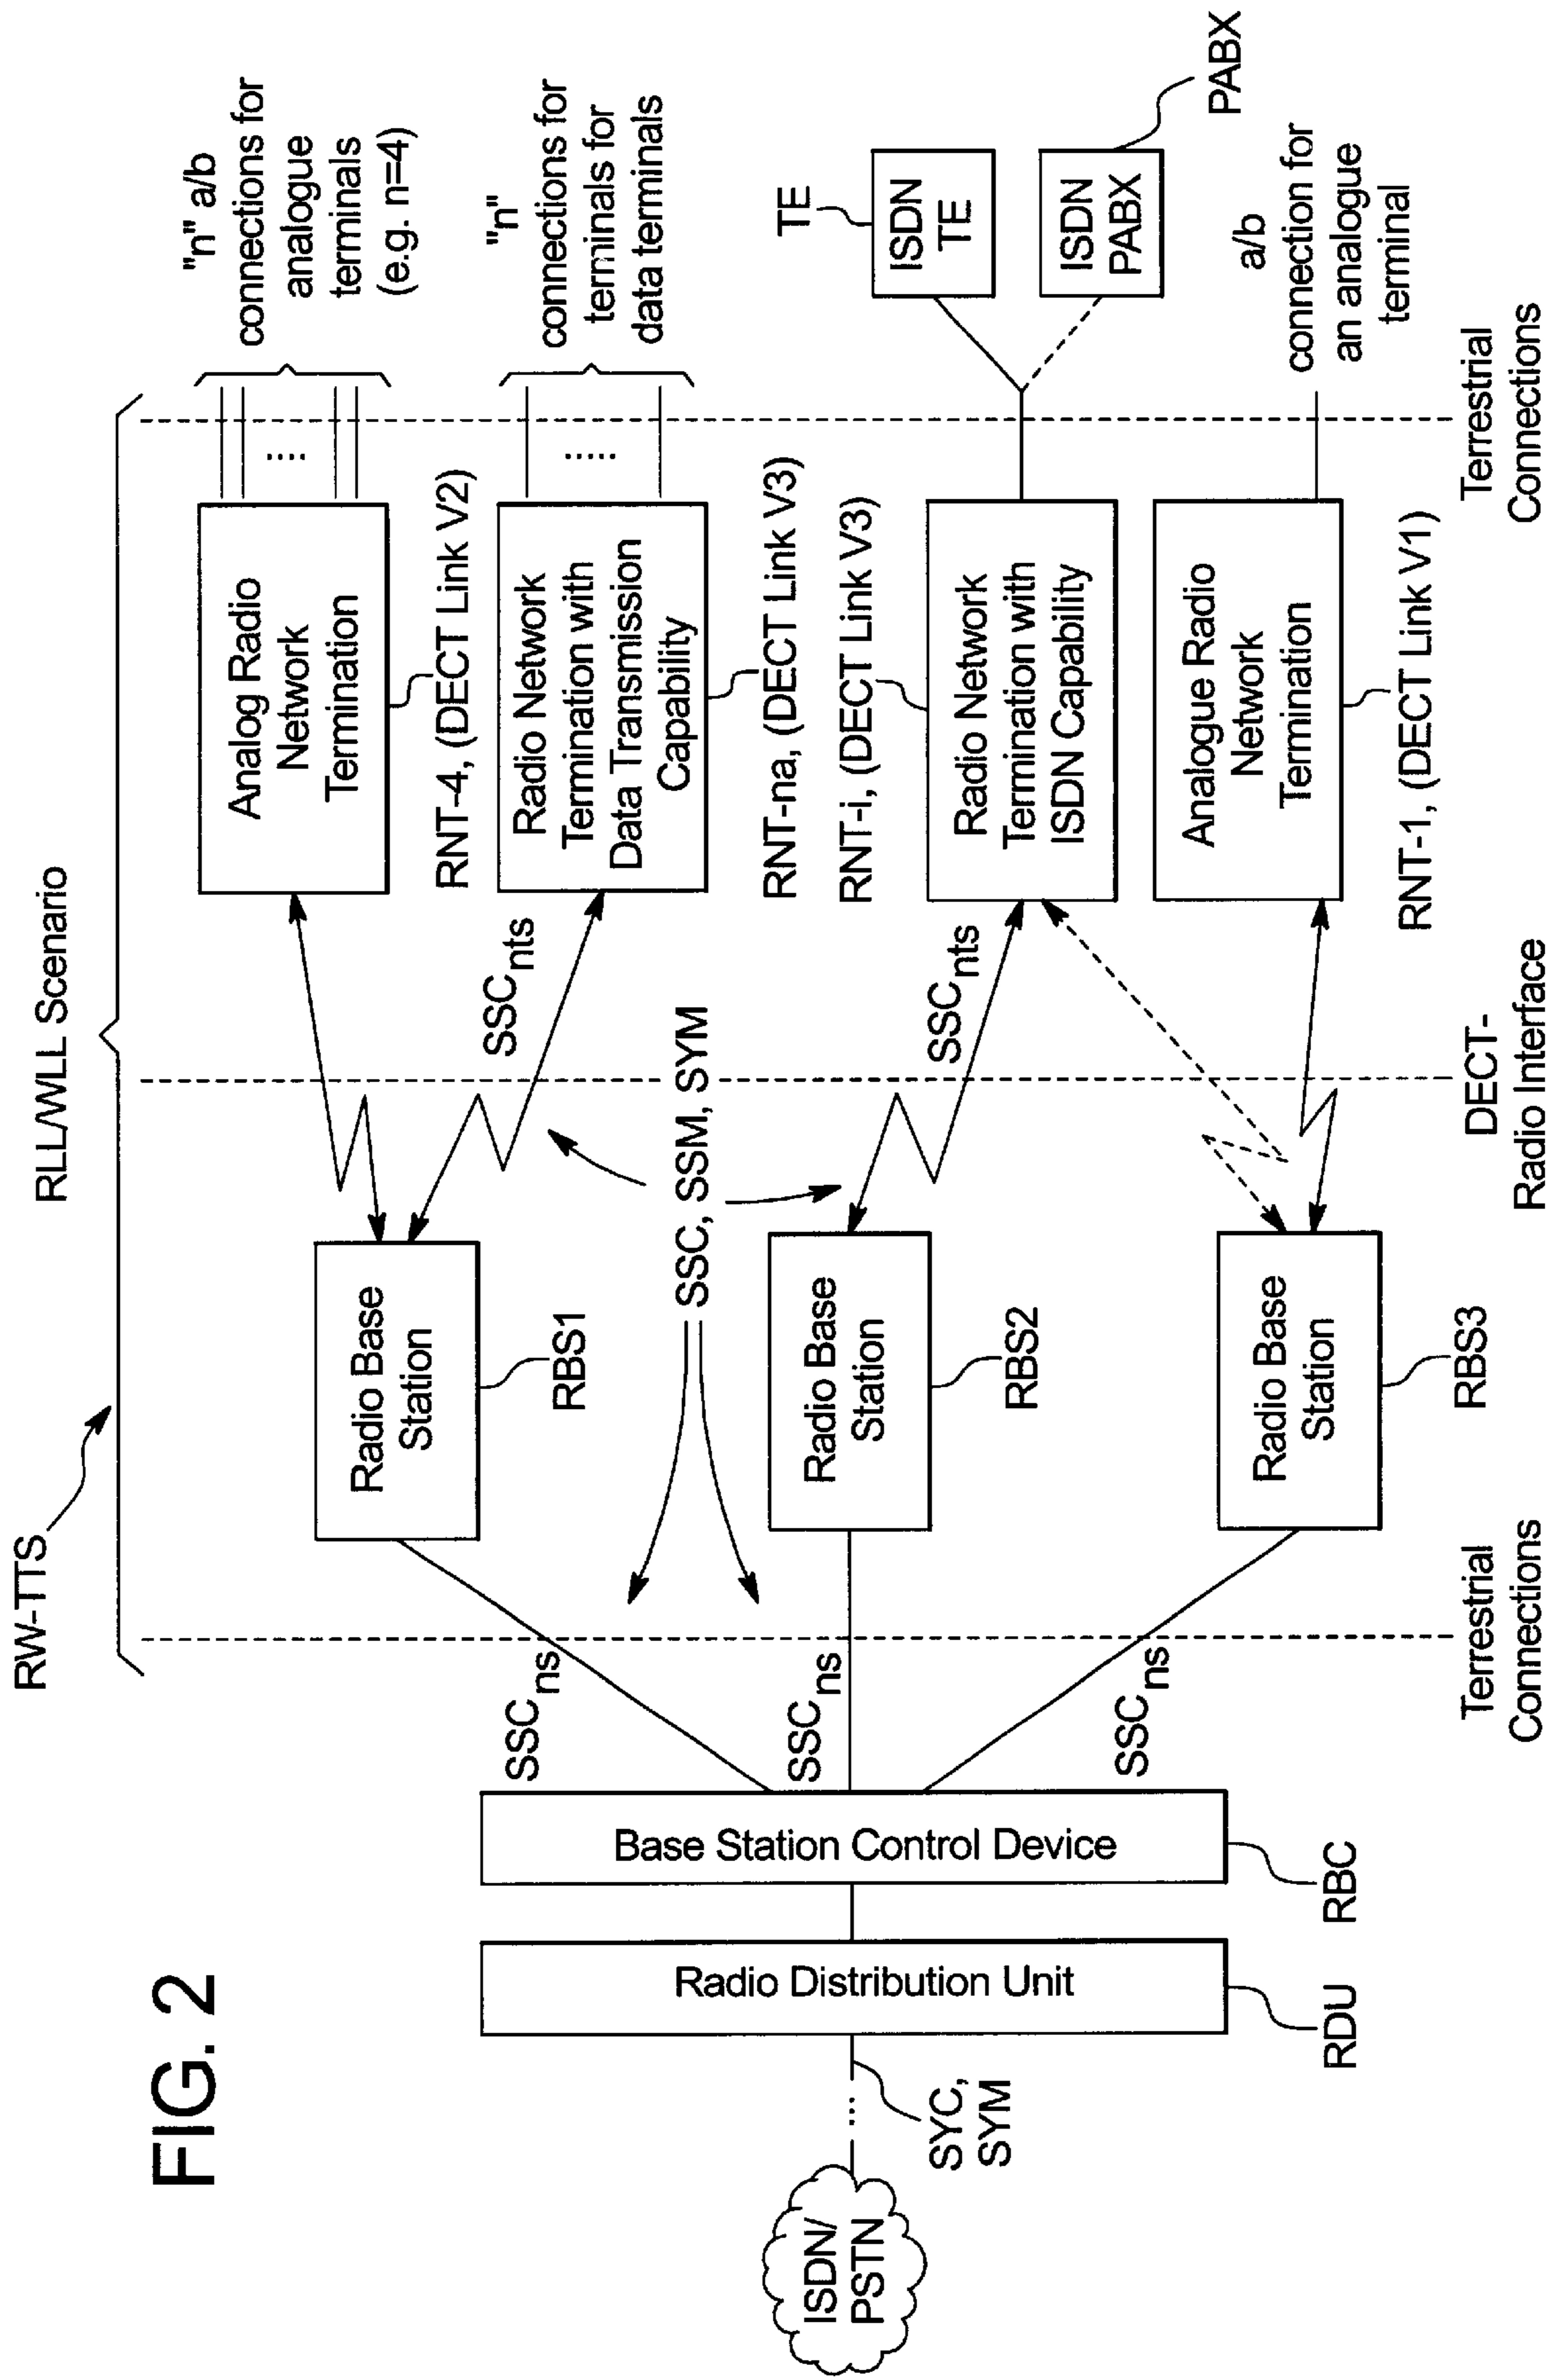 FIG. 2
RW-TTS
RLL/WLL Scenario
ISDN/
PSTN
SYC,
SYM
Radio Distribution Unit
RDU
Base Station Control Device
RBC
SSCns
SSCns
SSCns
Terrestrial
Connections
Radio Base
Station
RBS1
Radio Base
Station
RBS2
Radio Base
Station
RBS3
SSC, SSM, SYM
SSCnts
SSCnts
DECT-
Radio Interface
Analog Radio
Network
Termination
RNT-4, (DECT Link V2)
Radio Network
Termination with
Data Transmission
Capability
RNT-na, (DECT Link V3)
RNT-i, (DECT Link V3)
Radio Network
Termination with
ISDN Capability
Analogue Radio
Network
Termination
RNT-1, (DECT Link V1)
"n" a/b
connections for
analogue
terminals
(e.g. n=4)
"n"
connections for
terminals for
data terminals
TE
ISDN
TE
ISDN
PABX
PABX
a/b
connection for
an analogue
terminal
Terrestrial
Connections